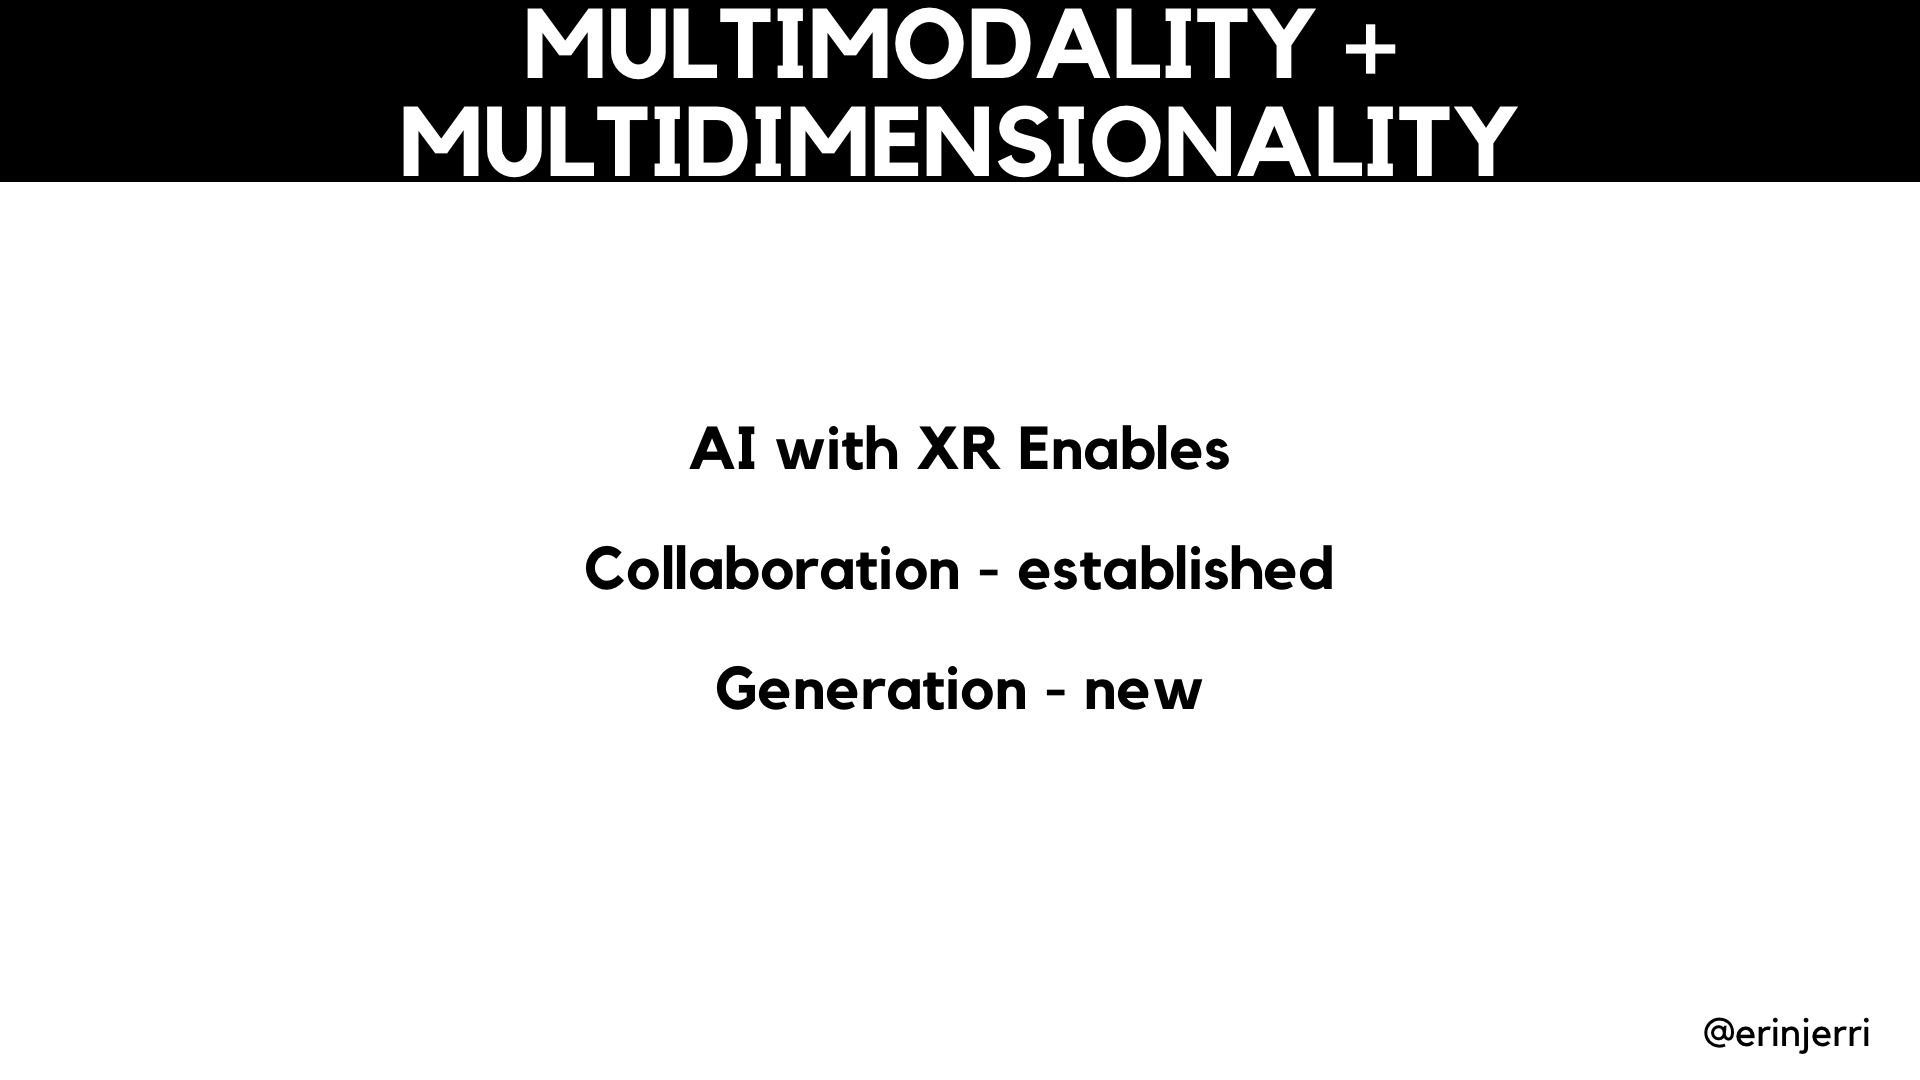 MULTIMODALITY +
MULTIDIMENSIONALITY
AI with XR Enables
Collaboration - established
Generation - new
@erinjerri